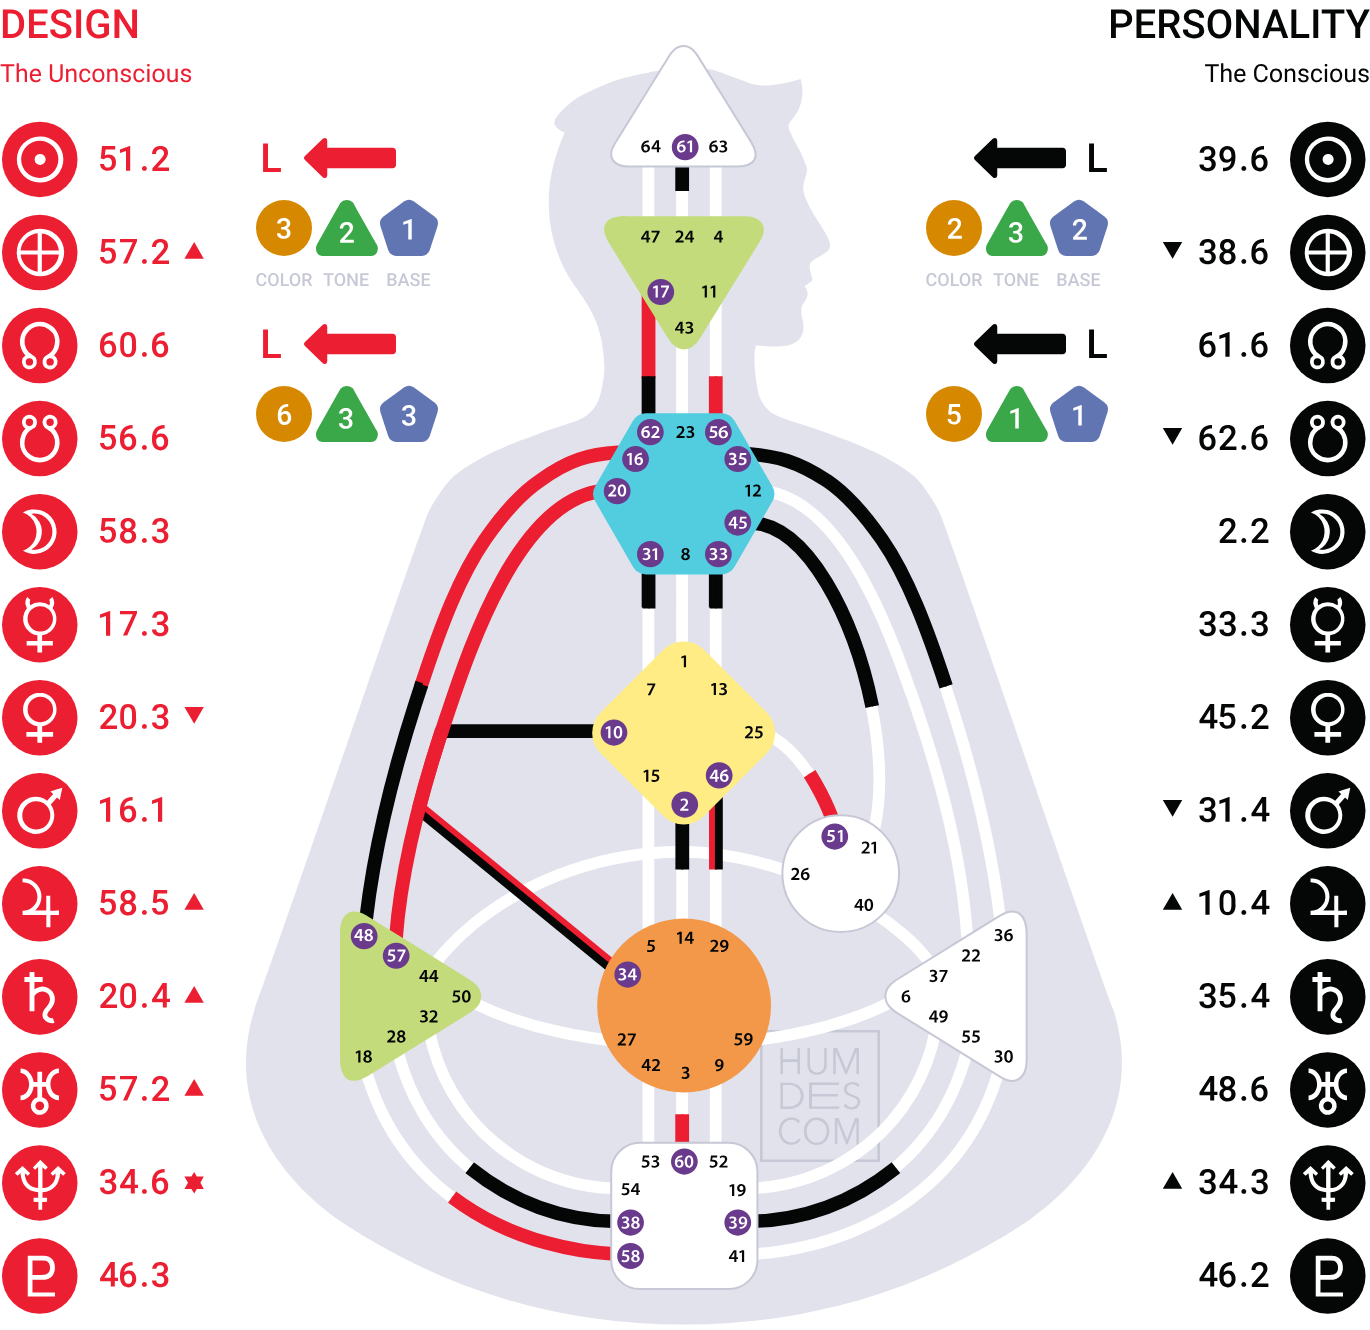 DESIGN
The Unconscious
PERSONALITY
The Conscious
51.2
57.2
60.6
56.6
58.3
17.3
20.3
16.1
58.5
20.4
57.2
34.6
46.3
L
3 2 1
COLOR TONE BASE
L
6 3 3
L
2 3 2
COLOR TONE BASE
L
5 1 1
39.6
38.6
61.6
62.6
2.2
33.3
45.2
31.4
10.4
35.4
48.6
34.3
46.2
64 61 63
47 24 4
17 11
43
62 23 56
16 35
20 12
45
31 8 33
1
7 13
10 25
15 46
2
51
21
26
40
48
57
44
50
32
28
18
5 14 29
34
27 59
42 3 9
36
22
37
6
49
55
30
53 60 52
54 19
38 39
58 41
HUM
DES
COM